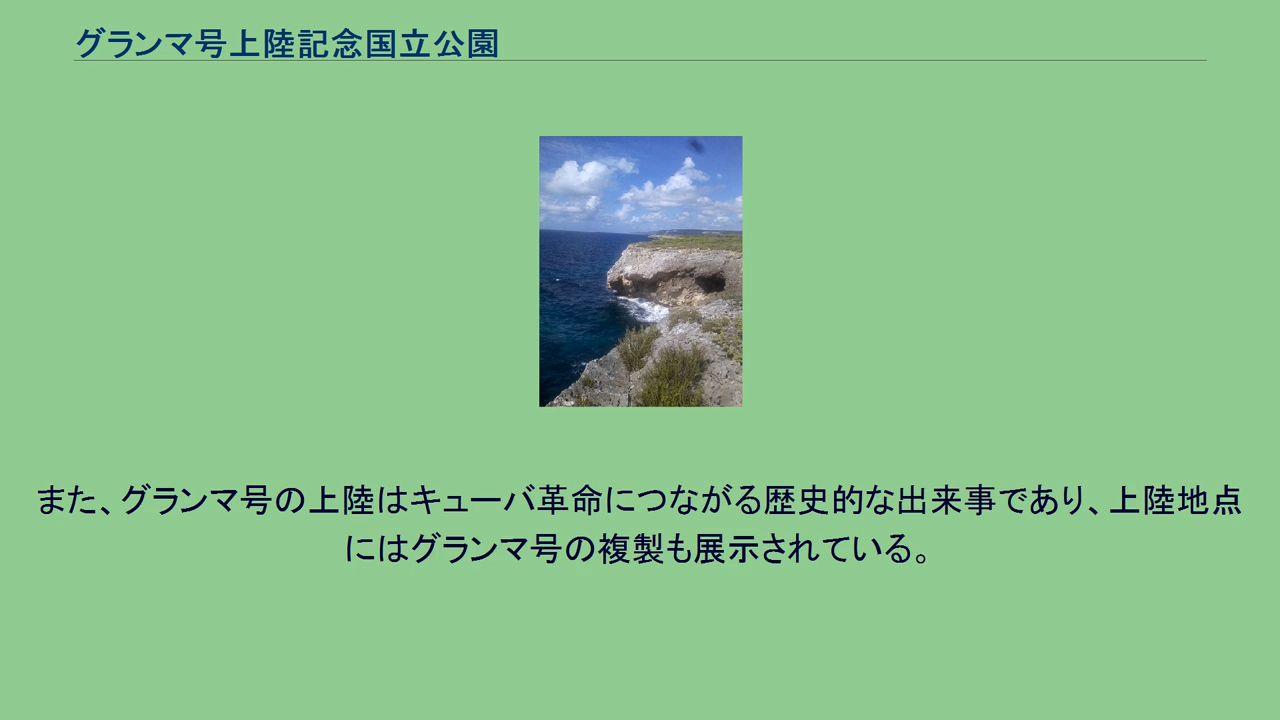 グランマ号上陸記念国立公園
また、グランマ号の上陸はキューバ革命につながる歴史的な出来事であり、上陸地点
にはグランマ号の複製も展示されている。